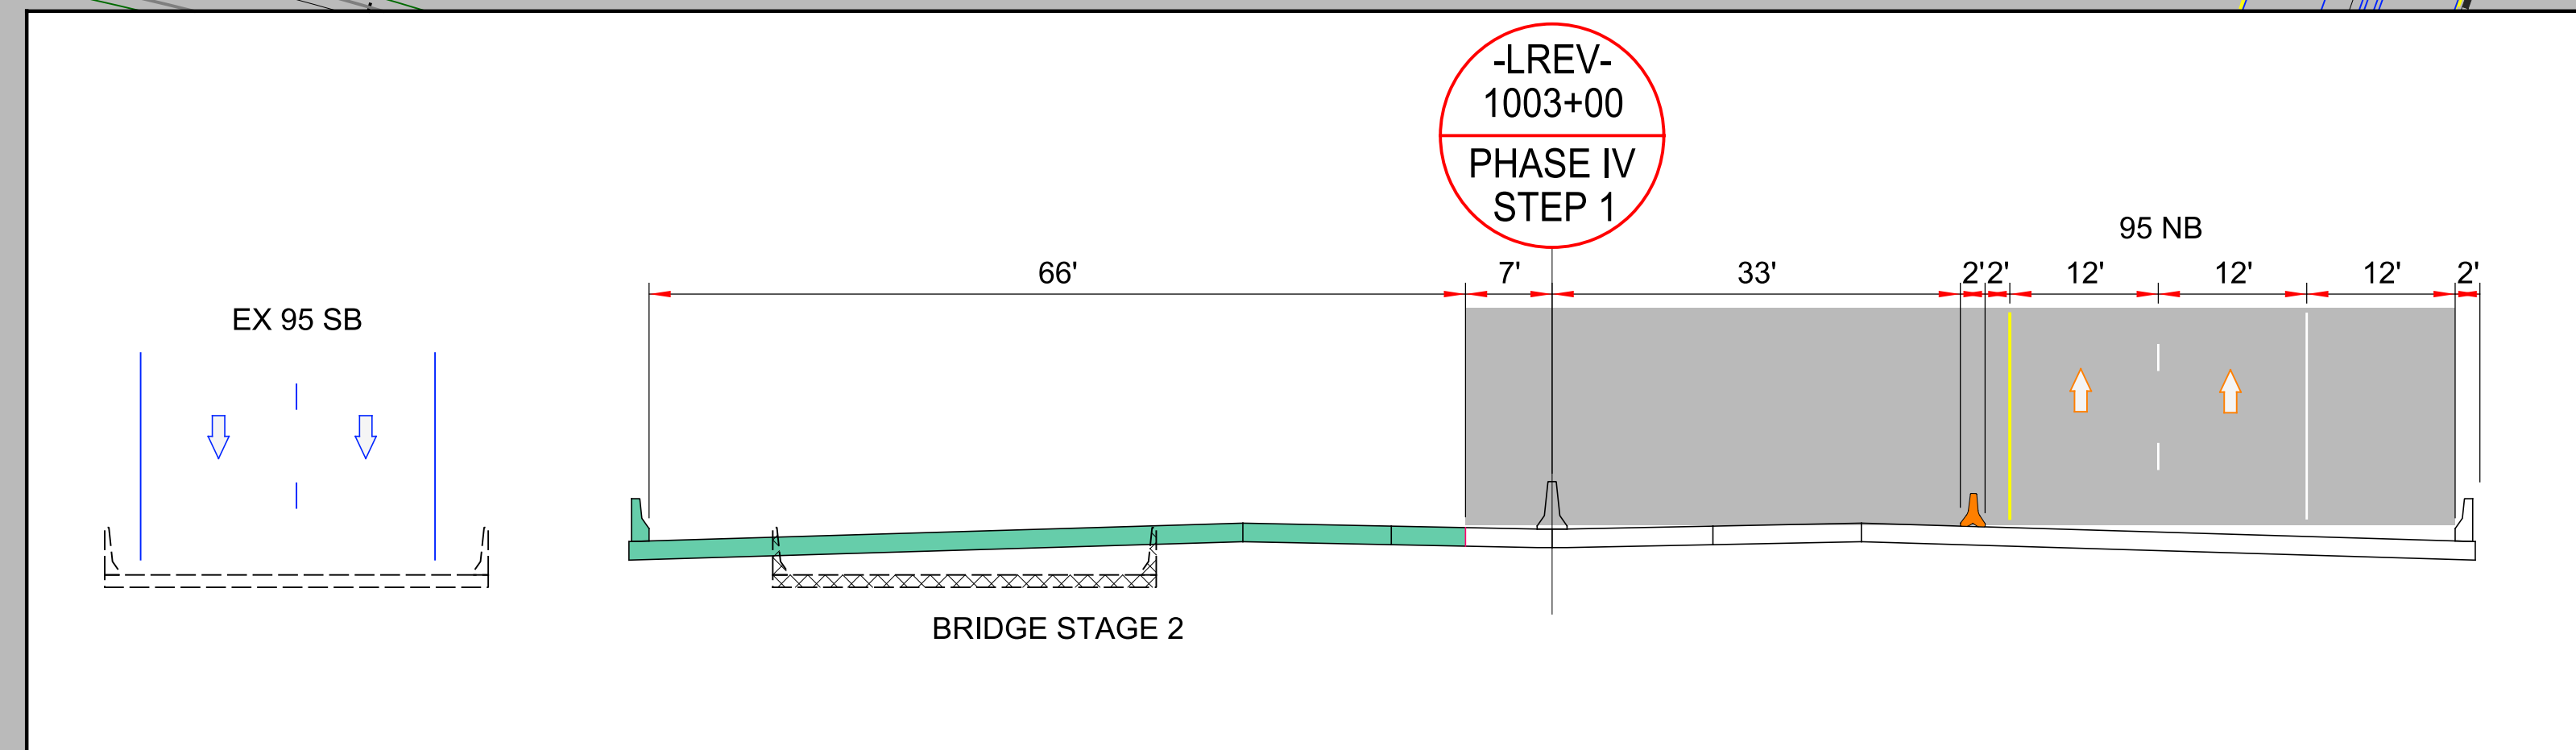 -LREV-
1003+00
PHASE IV
STEP 1
95 NB
66' 7' 33' 2' 2' 12' 12' 12' 2'
EX 95 SB
BRIDGE STAGE 2